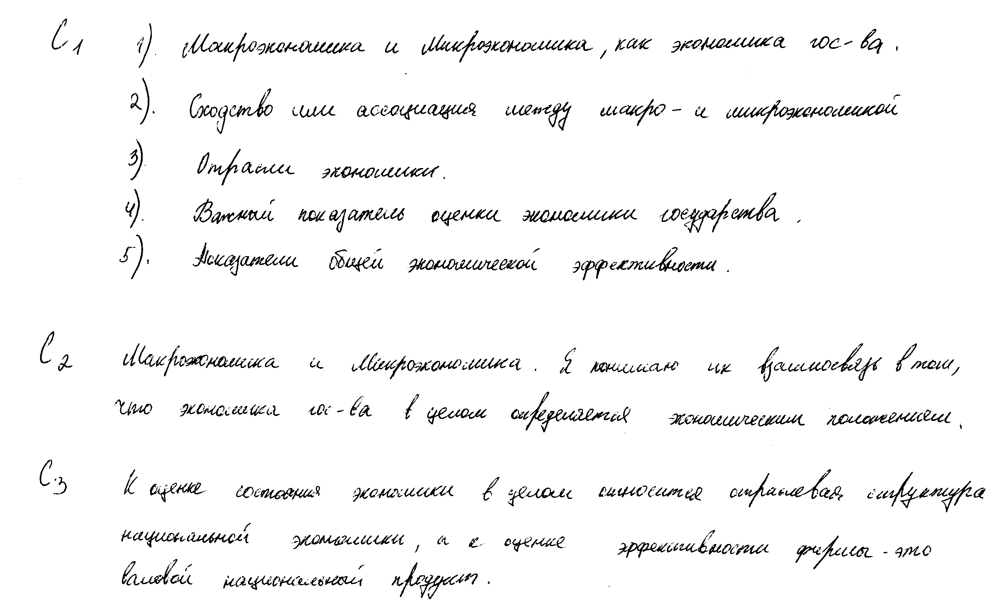 С1 1). Макроэкономика и Микроэкономика, как экономика гос-ва.
2). Сходство или ассоциация между макро- и микроэкономикой
3). Отрасли экономики.
4). Важный показатель оценки экономики государства.
5). Показатели общей экономической эффективности.
С2 Макроэкономика и Микроэкономика. Я понимаю их взаимосвязь в том,
что экономика гос-ва в целом определяется экономическим положением.
С3 К оценке состояния экономики в целом относится отраслевая структура
национальной экономики, а к оценке эффективности фирмы - это
валовой национальный продукт.